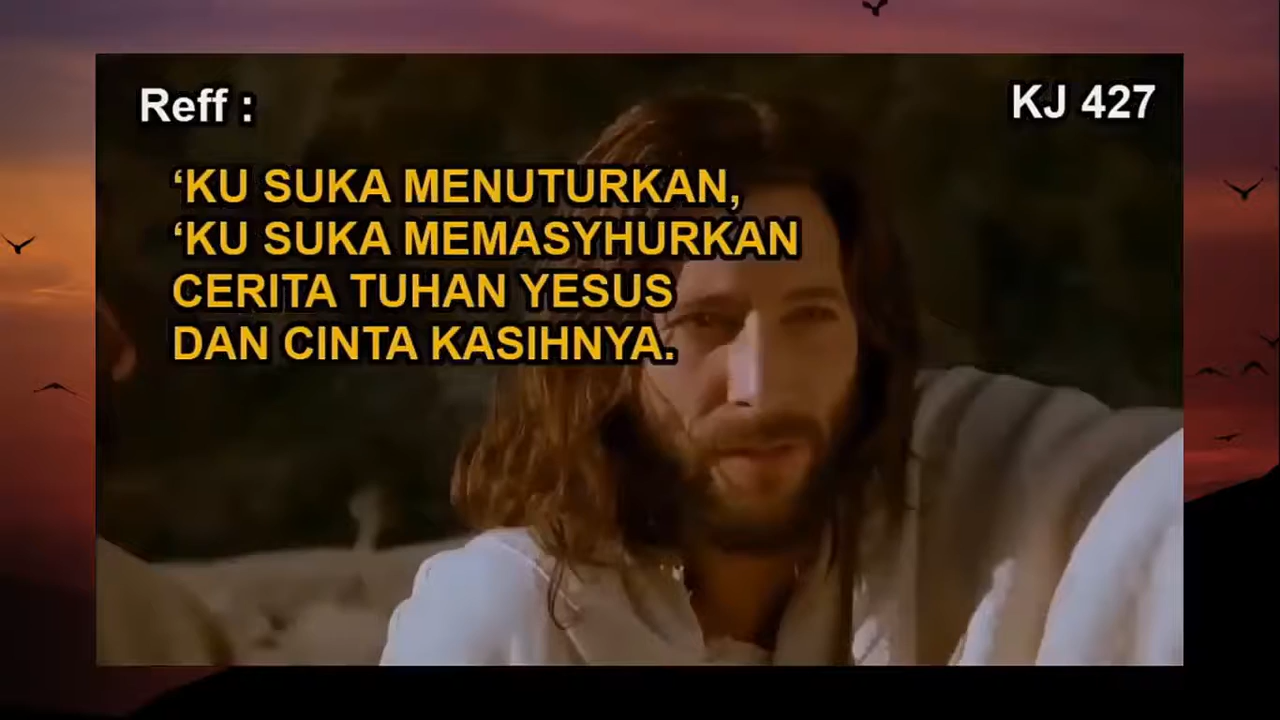 Reff :
KJ 427
‘KU SUKA MENUTURKAN,
‘KU SUKA MEMASYHURKAN
CERITA TUHAN YESUS
DAN CINTA KASIHNYA.